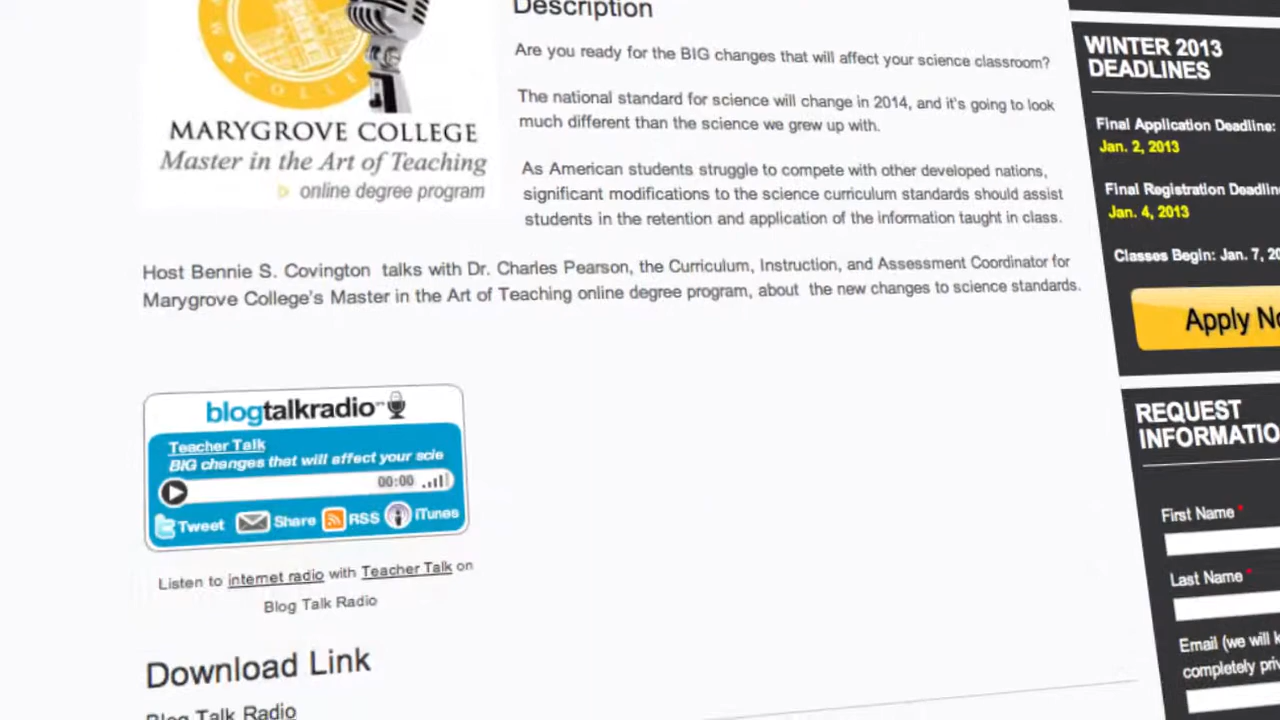 COLL
MARYGROVE COLLEGE
Master in the Art of Teaching
online degree program
Description
Are you ready for the BIG changes that will affect your science classroom?
The national standard for science will change in 2014, and it's going to look
much different than the science we grew up with.
As American students struggle to compete with other developed nations,
significant modifications to the science curriculum standards should assist
students in the retention and application of the information taught in class.
Host Bennie S. Covington talks with Dr. Charles Pearson, the Curriculum, Instruction, and Assessment Coordinator for
Marygrove College's Master in the Art of Teaching online degree program, about the new changes to science standards.
blogtalkradio
Teacher Talk
BIG changes that will affect your scie
00:00
Tweet Share RSS iTunes
Listen to internet radio with Teacher Talk on
Blog Talk Radio
Download Link
Blog Talk Radio
WINTER 2013
DEADLINES
Final Application Deadline:
Jan. 2, 2013
Final Registration Deadlin
Jan. 4, 2013
Classes Begin: Jan. 7, 20
Apply No
REQUEST
INFORMATIO
First Name *
Last Name *
Email (we will k
completely priv